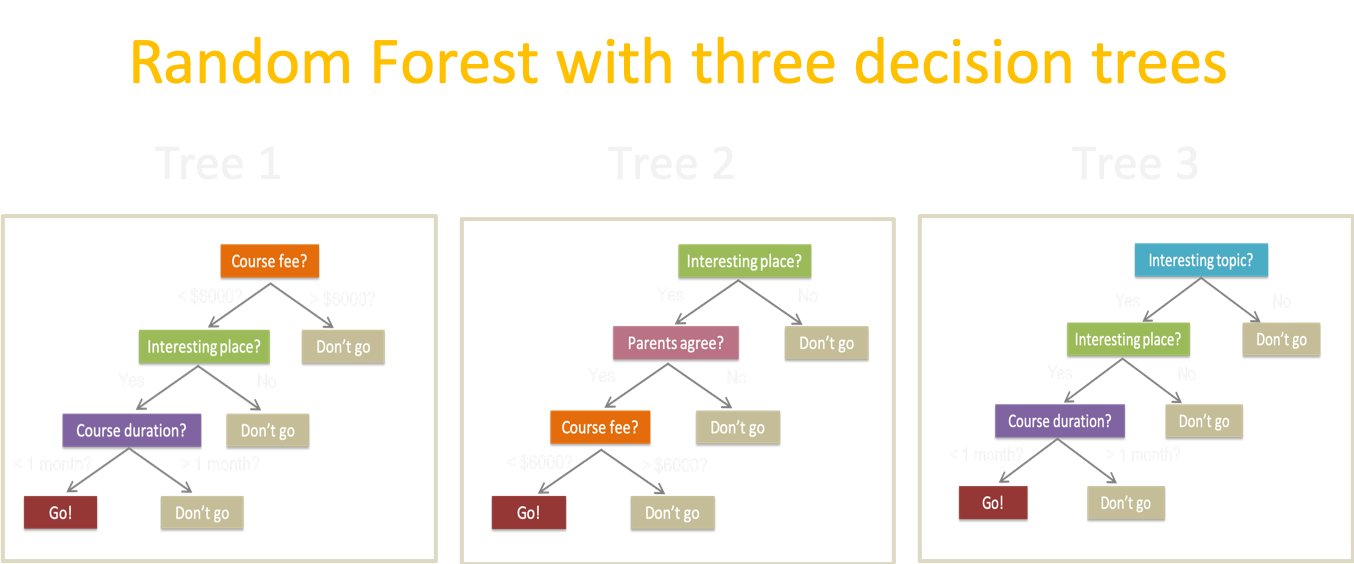 Random Forest with three decision trees
Tree 1
Course fee?
< $6000?
> $6000?
Interesting place?
Don't go
Yes
No
Course duration?
Don't go
< 1 month?
> 1 month?
Go!
Don't go
Tree 2
Interesting place?
Yes
No
Parents agree?
Don't go
Yes
No
Course fee?
Don't go
< $6000?
> $6000?
Go!
Don't go
Tree 3
Interesting topic?
Yes
No
Interesting place?
Don't go
Yes
No
Course duration?
Don't go
< 1 month?
> 1 month?
Go!
Don't go